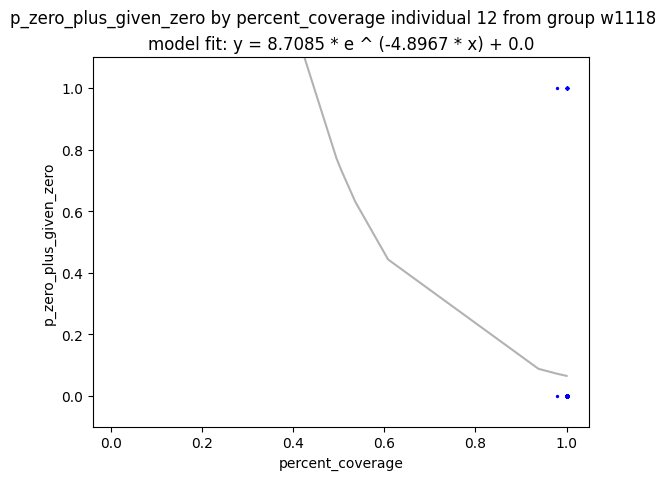 p_zero_plus_given_zero by percent_coverage individual 12 from group w1118
model fit: y = 8.7085 * e ^ (-4.8967 * x) + 0.0
1.0
0.8
0.6
0.4
0.2
0.0
p_zero_plus_given_zero
0.0 0.2 0.4 0.6 0.8 1.0
percent_coverage